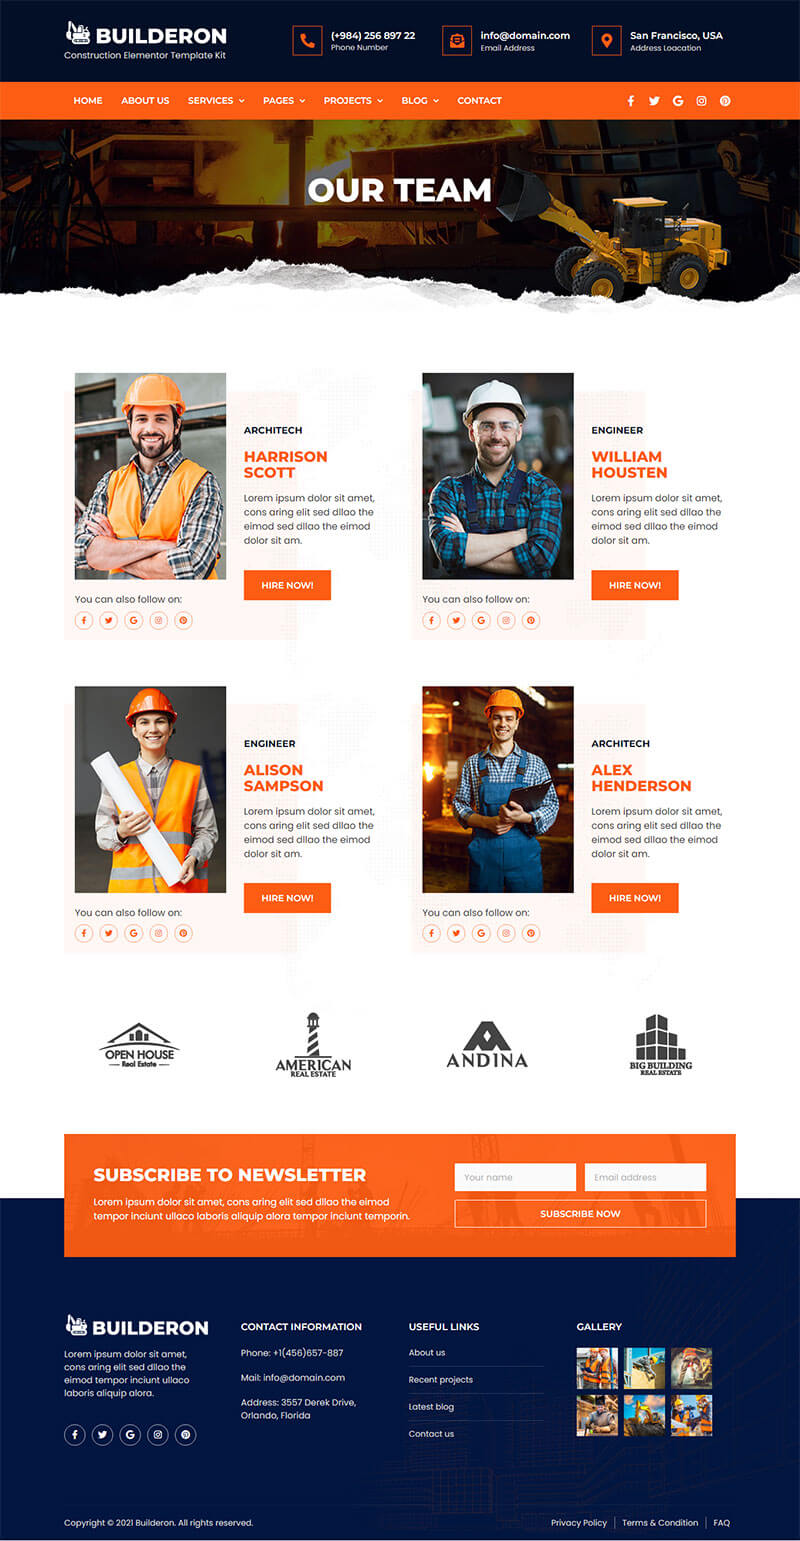 BUILDERON
Construction Elementor Template Kit
(+984) 256 897 22
Phone Number
info@domain.com
Email Address
San Francisco, USA
Address Loacation
HOME ABOUT US SERVICES PAGES PROJECTS BLOG CONTACT
OUR TEAM
ARCHITECH
HARRISON
SCOTT
Lorem ipsum dolor sit amet,
cons aring elit sed dllao the
eimod sed dllao the eimod
dolor sit am.
HIRE NOW!
You can also follow on:
ENGINEER
WILLIAM
HOUSTEN
Lorem ipsum dolor sit amet,
cons aring elit sed dllao the
eimod sed dllao the eimod
dolor sit am.
HIRE NOW!
You can also follow on:
ENGINEER
ALISON
SAMPSON
Lorem ipsum dolor sit amet,
cons aring elit sed dllao the
eimod sed dllao the eimod
dolor sit am.
HIRE NOW!
You can also follow on:
ARCHITECH
ALEX
HENDERSON
Lorem ipsum dolor sit amet,
cons aring elit sed dllao the
eimod sed dllao the eimod
dolor sit am.
HIRE NOW!
You can also follow on:
OPEN HOUSE
Real Estate
AMERICAN
REAL ESTATE
ANDINA
BIG BUILDING
REAL ESTATE
SUBSCRIBE TO NEWSLETTER
Lorem ipsum dolor sit amet, cons aring elit sed dllao the eimod
tempor inciunt ullaco laboris aliquip alora tempor inciunt temporin.
Your name
Email address
SUBSCRIBE NOW
BUILDERON
Lorem ipsum dolor sit amet,
cons aring elit sed dllao the
eimod tempor inciunt ullaco
laboris aliquip alora.
CONTACT INFORMATION
Phone: +1(456)657-887
Mail: info@domain.com
Address: 3557 Derek Drive,
Orlando, Florida
USEFUL LINKS
About us
Recent projects
Latest blog
Contact us
GALLERY
Copyright © 2021 Builderon. All rights reserved.
Privacy Policy Terms & Condition FAQ